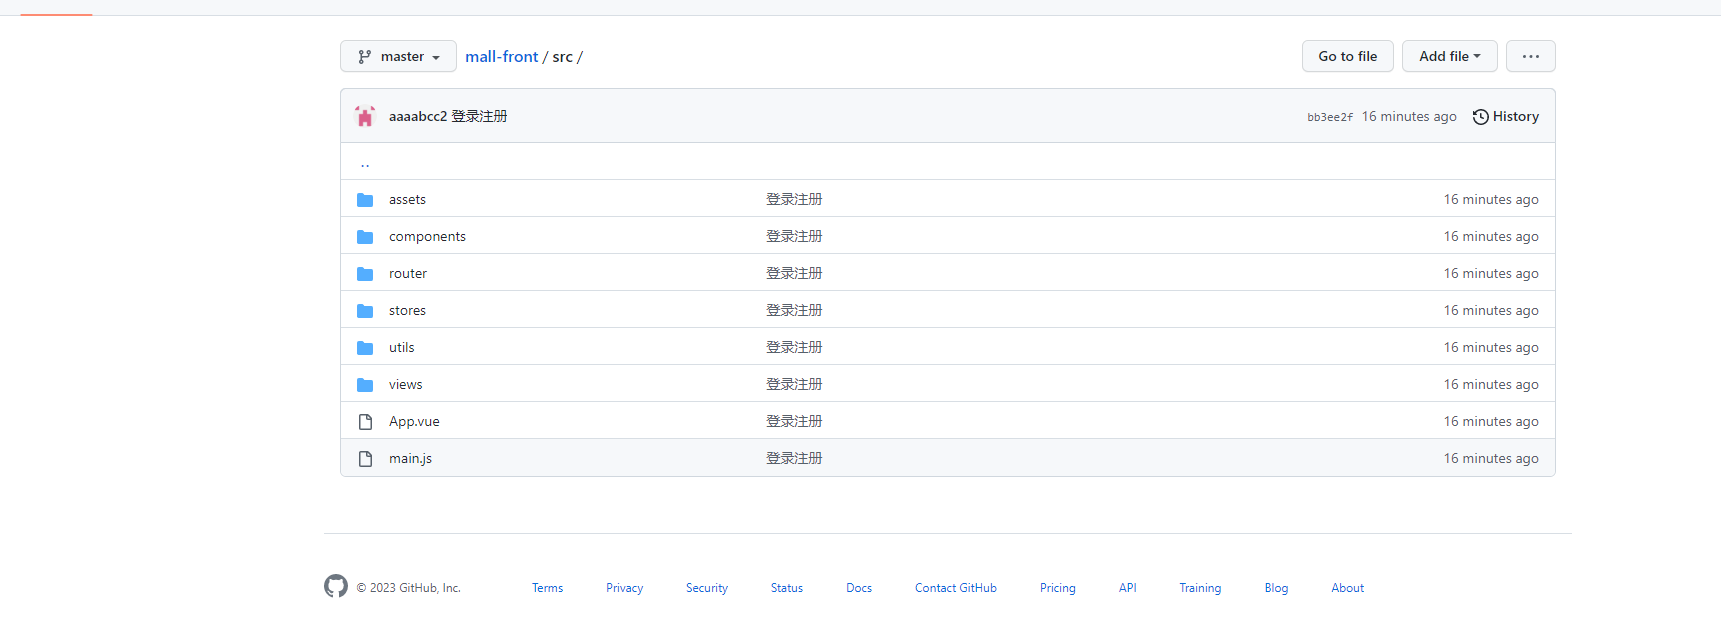 master mall-front / src / Go to file Add file ...
aaaabcc2 登录注册 bb3ee2f 16 minutes ago History
..
assets 登录注册 16 minutes ago
components 登录注册 16 minutes ago
router 登录注册 16 minutes ago
stores 登录注册 16 minutes ago
utils 登录注册 16 minutes ago
views 登录注册 16 minutes ago
App.vue 登录注册 16 minutes ago
main.js 登录注册 16 minutes ago
© 2023 GitHub, Inc. Terms Privacy Security Status Docs Contact GitHub Pricing API Training Blog About